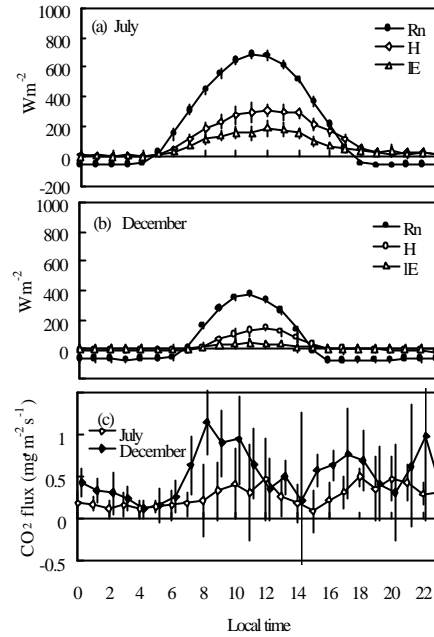 (a) July
Rn
H
lE
1000
800
600
400
200
0
-200
Wm-2
(b) December
Rn
H
lE
1000
800
600
400
200
0
Wm-2
(c)
July
December
1
0.5
0
-0.5
CO2 flux (mg m-2 s-1)
0 2 4 6 8 10 12 14 16 18 20 22
Local time